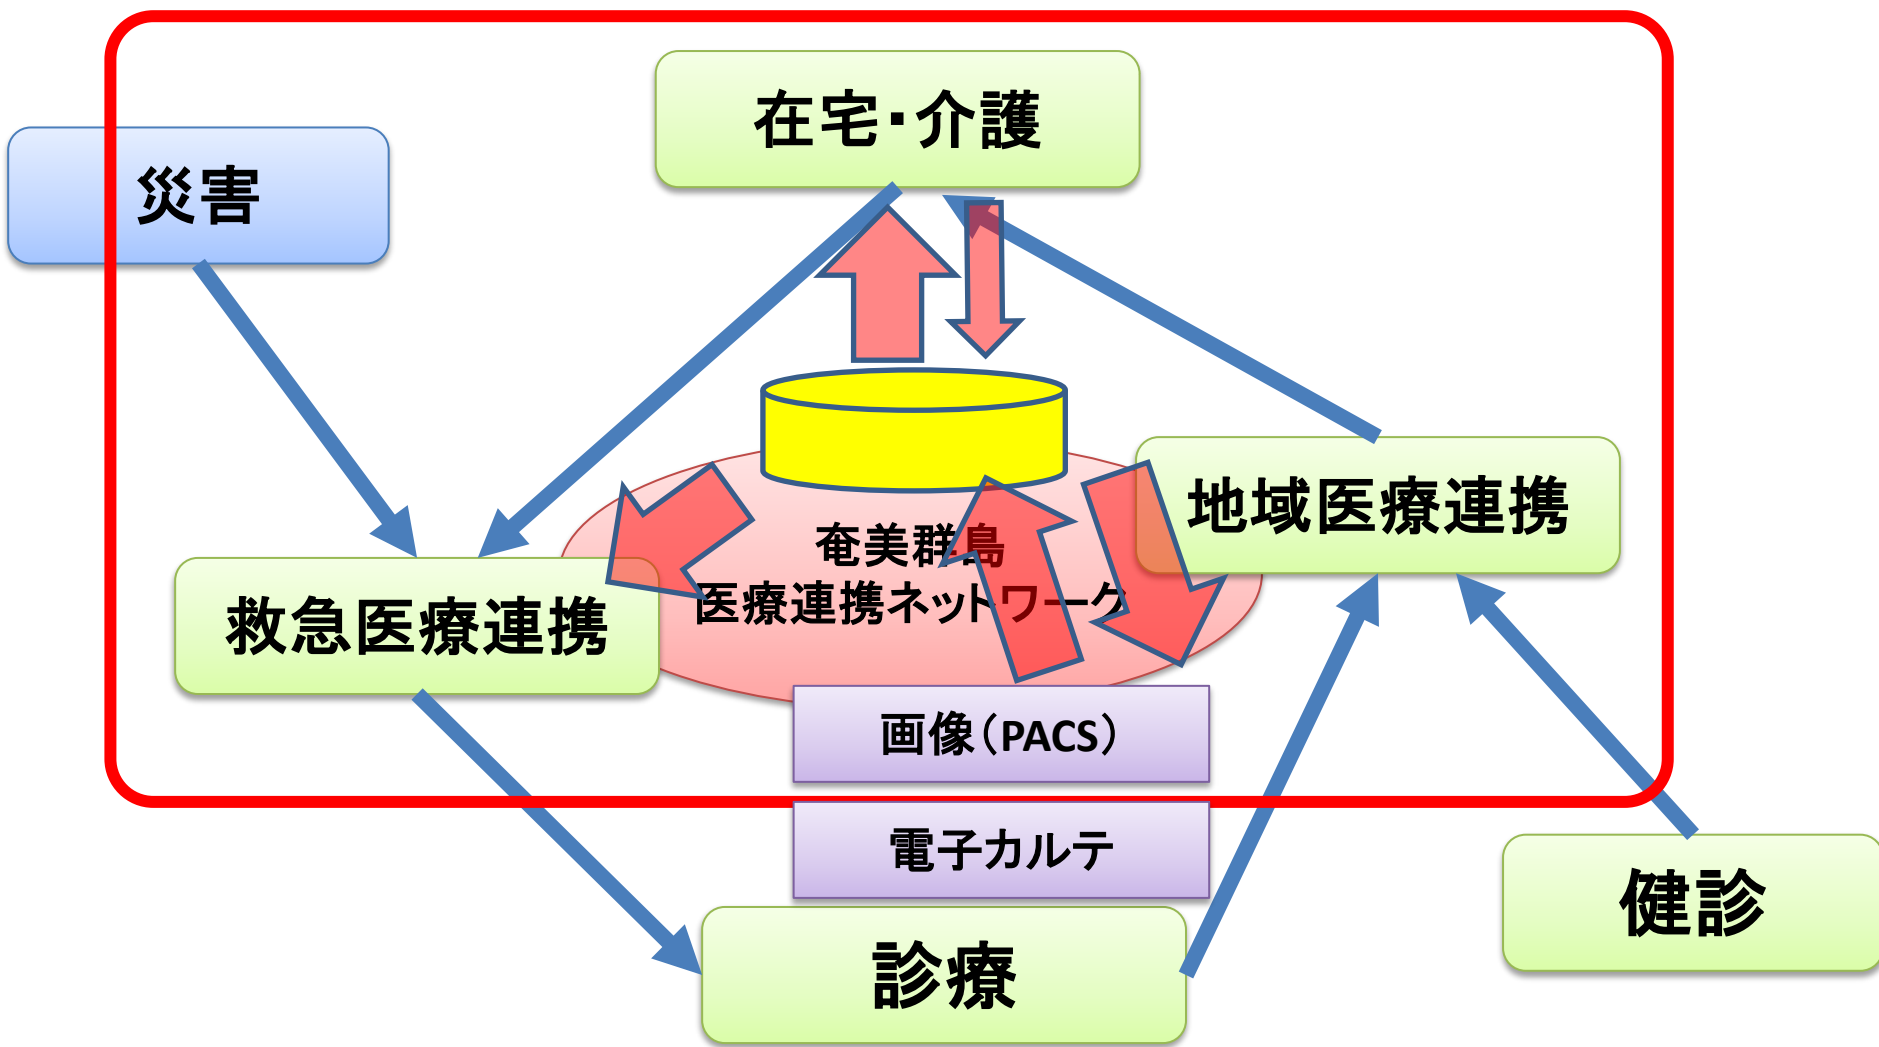 在宅・介護
災害
地域医療連携
奄美群島
医療連携ネットワーク
救急医療連携
画像（PACS）
電子カルテ
健診
診療